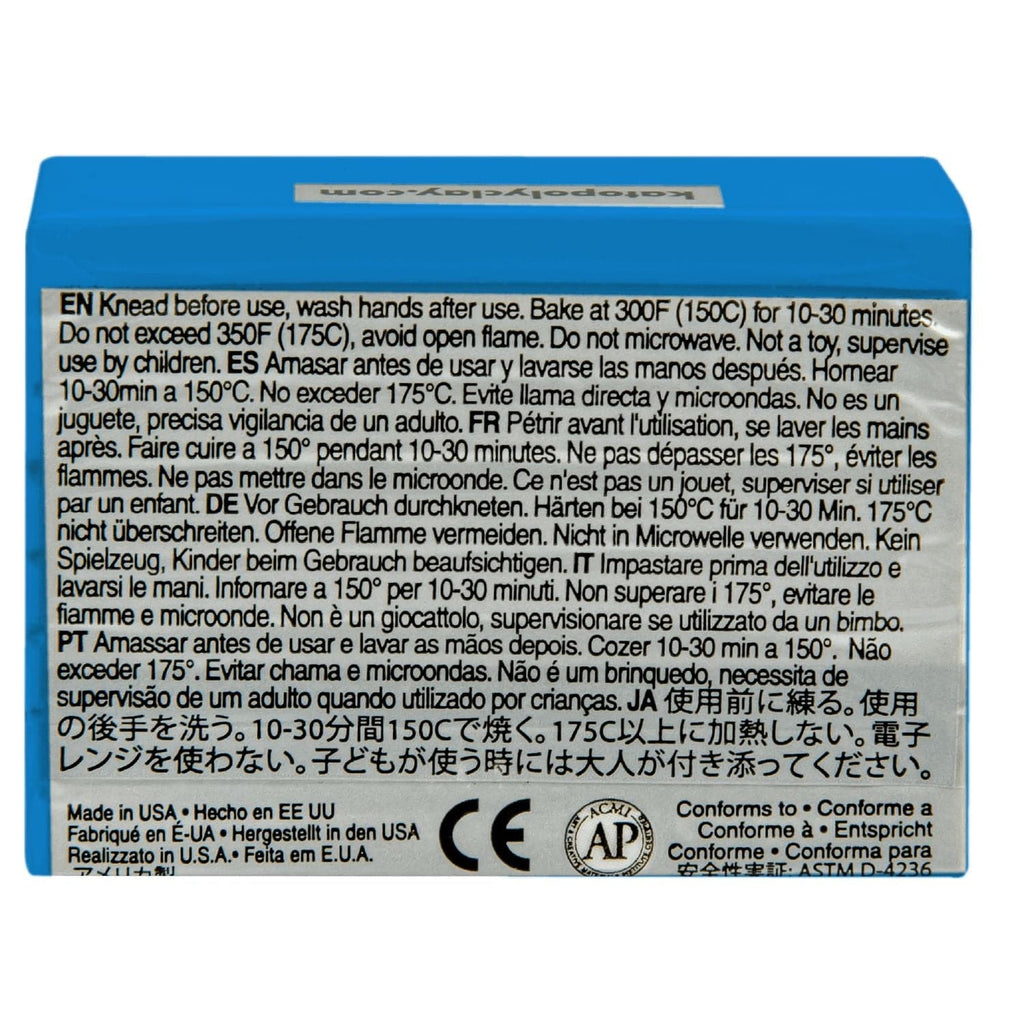 katopolyclay.com
EN Knead before use, wash hands after use. Bake at 300F (150C) for 10-30 minutes.
Do not exceed 350F (175C), avoid open flame. Do not microwave. Not a toy, supervise
use by children. ES Amasar antes de usar y lavarse las manos después. Hornear
10-30min a 150°C. No exceder 175°C. Evite llama directa y microondas. No es un
juguete, precisa vigilancia de un adulto. FR Pétrir avant l'utilisation, se laver les mains
après. Faire cuire a 150° pendant 10-30 minutes. Ne pas dépasser les 175°, éviter les
flammes. Ne pas mettre dans le microonde. Ce n'est pas un jouet, superviser si utiliser
par un enfant. DE Vor Gebrauch durchkneten. Härten bei 150°C für 10-30 Min. 175°C
nicht überschreiten. Offene Flamme vermeiden. Nicht in Microwelle verwenden. Kein
Spielzeug, Kinder beim Gebrauch beaufsichtigen. IT Impastare prima dell'utilizzo e
lavarsi le mani. Infornare a 150° per 10-30 minuti. Non superare i 175°, evitare le
fiamme e microonde. Non è un giocattolo, supervisionare se utilizzato da un bimbo.
PT Amassar antes de usar e lavar as mãos depois. Cozer 10-30 min a 150°. Não
exceder 175°. Evitar chama e microondas. Não é um brinquedo, necessita de
supervisão de um adulto quando utilizado por crianças. JA 使用前に練る。使用
の後手を洗う。10-30分間150Cで焼く。175C以上に加熱しない。電子
レンジを使わない。子どもが使う時には大人が付き添ってください。
Made in USA • Hecho en EE UU
Fabriqué en É-UA • Hergestellt in den USA
Realizzato in U.S.A. • Feita em E.U.A.
アメリカ製
CE
ACMI
AP
Conforms to • Conforme a
Conforme à • Entspricht
Conforme • Conforma para
安全性実証: ASTM D-4236